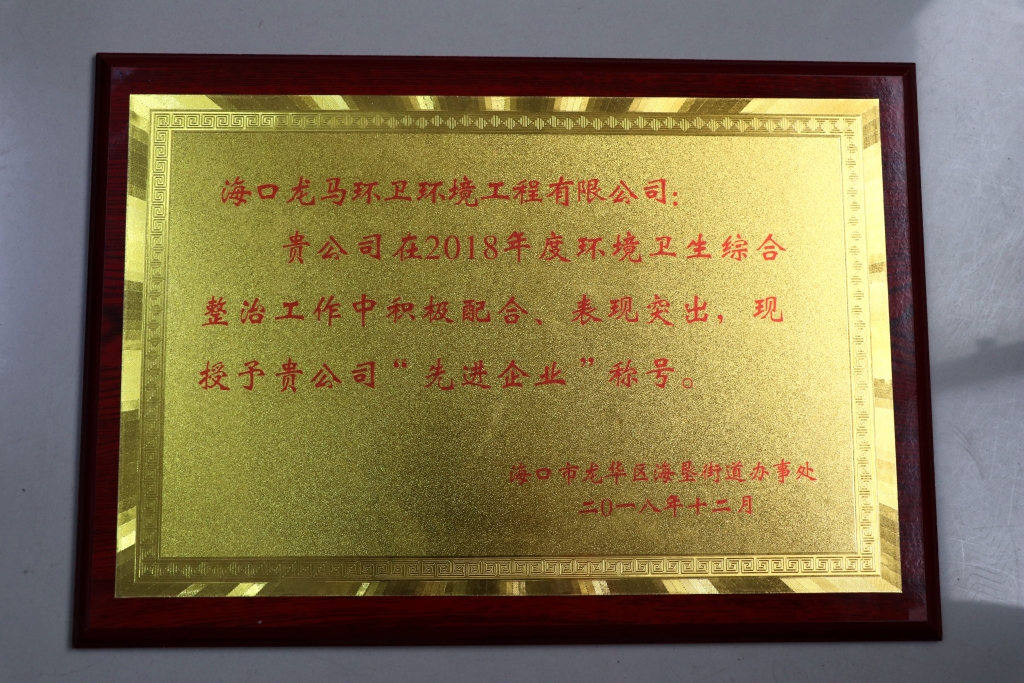 海口龙马环卫环境工程有限公司：
贵公司在2018年度环境卫生综合
整治工作中积极配合、表现突出，现
授予贵公司“先进企业”称号。
海口市龙华区海垦街道办事处
二0一八年十二月